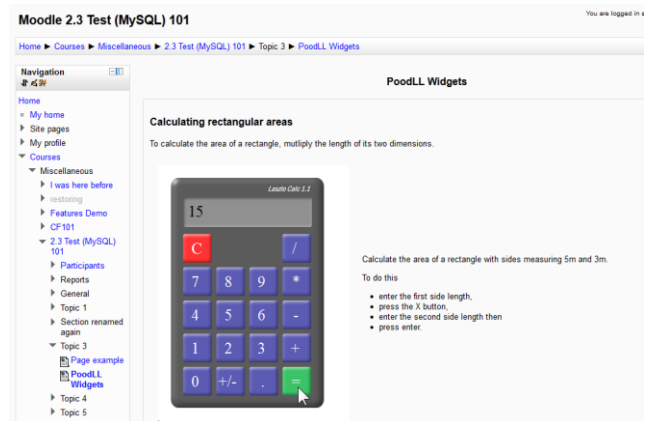 Moodle 2.3 Test (MySQL) 101
You are logged in a
Home ► Courses ► Miscellaneous ► 2.3 Test (MySQL) 101 ► Topic 3 ► PoodLL Widgets
Navigation
Home
My home
Site pages
My profile
Courses
Miscellaneous
I was here before
restoring
Features Demo
CF101
2.3 Test (MySQL)
101
Participants
Reports
General
Topic 1
Section renamed
again
Topic 3
Page example
PoodLL
Widgets
Topic 4
Topic 5
PoodLL Widgets
Calculating rectangular areas
To calculate the area of a rectangle, mutliply the length of its two dimensions.
Laszlo Calc 1.1
15
C /
7 8 9 *
4 5 6 -
1 2 3 +
0 +/- . =
Calculate the area of a rectangle with sides measuring 5m and 3m.
To do this
• enter the first side length,
• press the X button,
• enter the second side length then
• press enter.